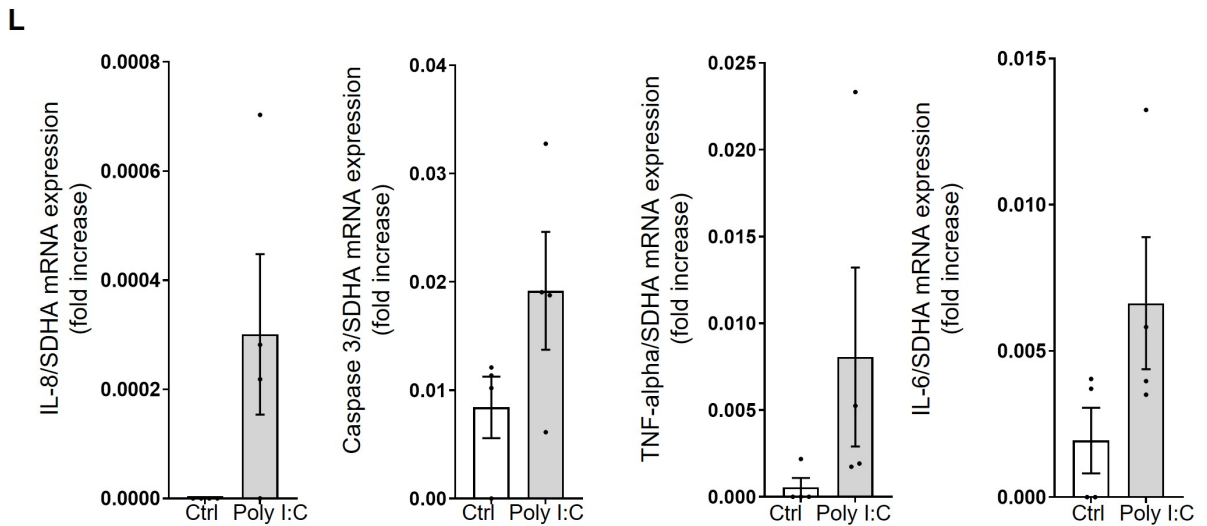 L
IL-8/SDHA mRNA expression
(fold increase)
0.0008
0.0006
0.0004
0.0002
0.0000
Ctrl Poly I:C
Caspase 3/SDHA mRNA expression
(fold increase)
0.04
0.03
0.02
0.01
0.00
Ctrl Poly I:C
TNF-alpha/SDHA mRNA expression
(fold increase)
0.025
0.020
0.015
0.010
0.005
0.000
Ctrl Poly I:C
IL-6/SDHA mRNA expression
(fold increase)
0.015
0.010
0.005
0.000
Ctrl Poly I:C